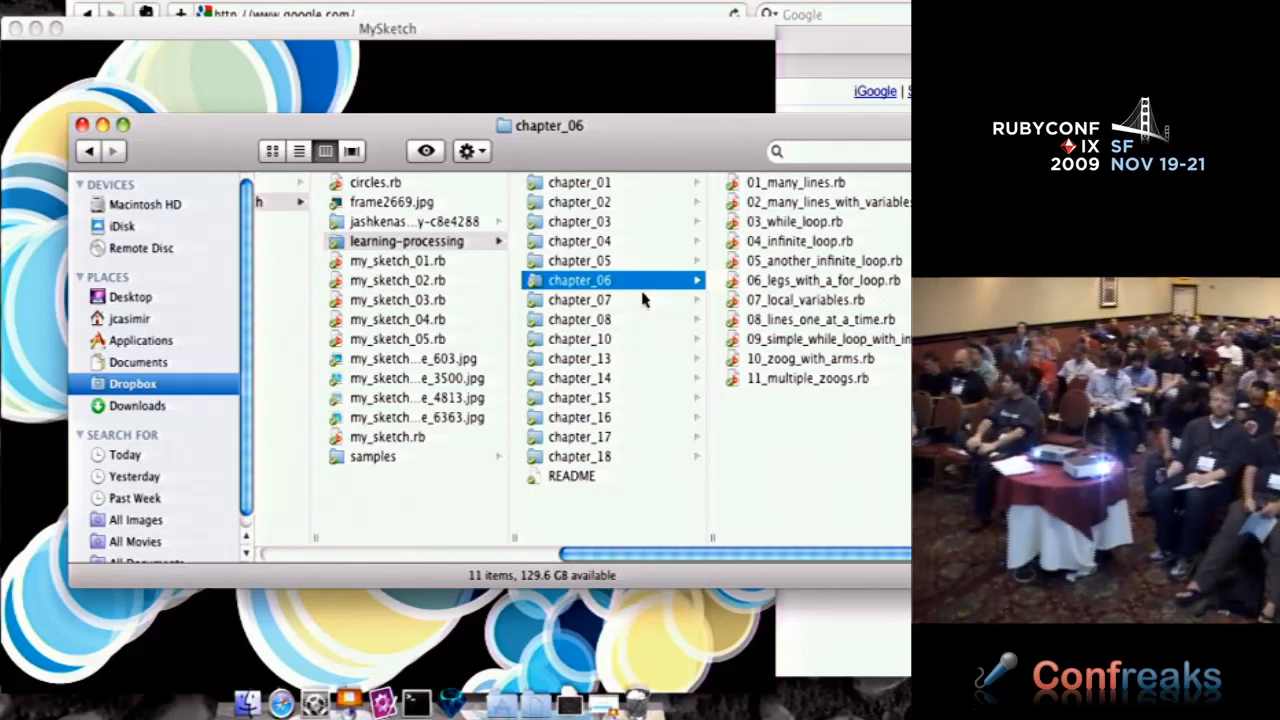 http://www.google.com/
Google
MySketch
iGoogle |
chapter_06
DEVICES
Macintosh HD
iDisk
Remote Disc
PLACES
Desktop
jcasimir
Applications
Documents
Dropbox
Downloads
SEARCH FOR
Today
Yesterday
Past Week
All Images
All Movies
All Documents
h
circles.rb
frame2669.jpg
jashkenas...y-c8e4288
learning-processing
my_sketch_01.rb
my_sketch_02.rb
my_sketch_03.rb
my_sketch_04.rb
my_sketch_05.rb
my_sketch...e_603.jpg
my_sketch...e_3500.jpg
my_sketch...e_4813.jpg
my_sketch...e_6363.jpg
my_sketch.rb
samples
chapter_01
chapter_02
chapter_03
chapter_04
chapter_05
chapter_06
chapter_07
chapter_08
chapter_10
chapter_13
chapter_14
chapter_15
chapter_16
chapter_17
chapter_18
README
01_many_lines.rb
02_many_lines_with_variables
03_while_loop.rb
04_infinite_loop.rb
05_another_infinite_loop.rb
06_legs_with_a_for_loop.rb
07_local_variables.rb
08_lines_one_at_a_time.rb
09_simple_while_loop_with_in
10_zoog_with_arms.rb
11_multiple_zoogs.rb
11 items, 129.6 GB available
RUBYCONF
IX SF
2009 NOV 19-21
Confreaks